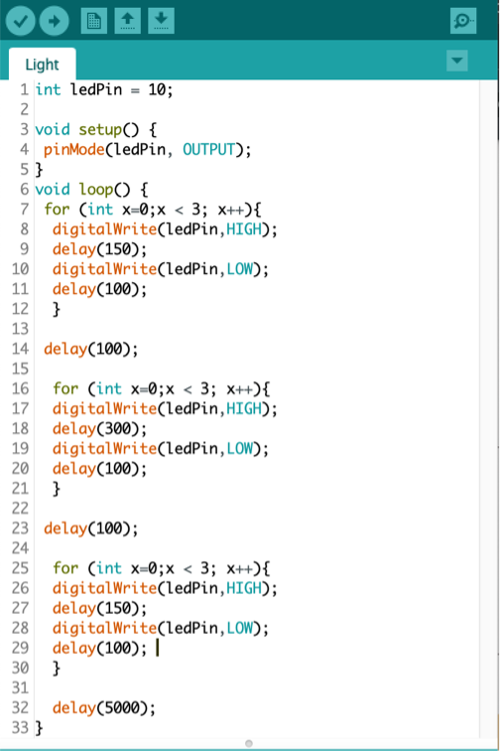 Light
1 int ledPin = 10;
2
3 void setup() {
4  pinMode(ledPin, OUTPUT);
5 }
6 void loop() {
7  for (int x=0;x < 3; x++){
8   digitalWrite(ledPin,HIGH);
9   delay(150);
10   digitalWrite(ledPin,LOW);
11   delay(100);
12   }
13
14  delay(100);
15
16   for (int x=0;x < 3; x++){
17   digitalWrite(ledPin,HIGH);
18   delay(300);
19   digitalWrite(ledPin,LOW);
20   delay(100);
21   }
22
23  delay(100);
24
25   for (int x=0;x < 3; x++){
26   digitalWrite(ledPin,HIGH);
27   delay(150);
28   digitalWrite(ledPin,LOW);
29   delay(100);
30   }
31
32   delay(5000);
33 }